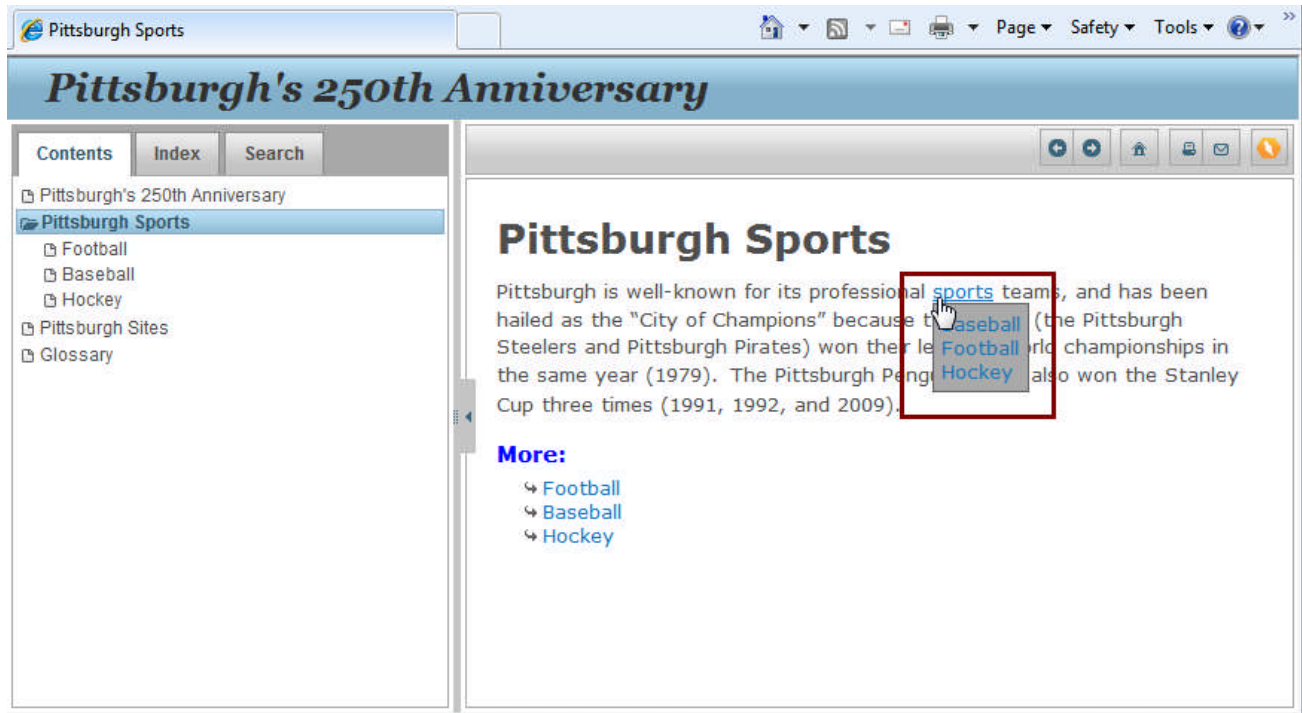 Pittsburgh Sports
Page Safety Tools
Pittsburgh's 250th Anniversary
Contents Index Search
Pittsburgh's 250th Anniversary
Pittsburgh Sports
Football
Baseball
Hockey
Pittsburgh Sites
Glossary
Pittsburgh Sports
Pittsburgh is well-known for its professional sports teams, and has been
hailed as the “City of Champions” because (the Pittsburgh
Steelers and Pittsburgh Pirates) won their championships in
the same year (1979). The Pittsburgh also won the Stanley
Cup three times (1991, 1992, and 2009).
Baseball
Football
Hockey
More:
Football
Baseball
Hockey